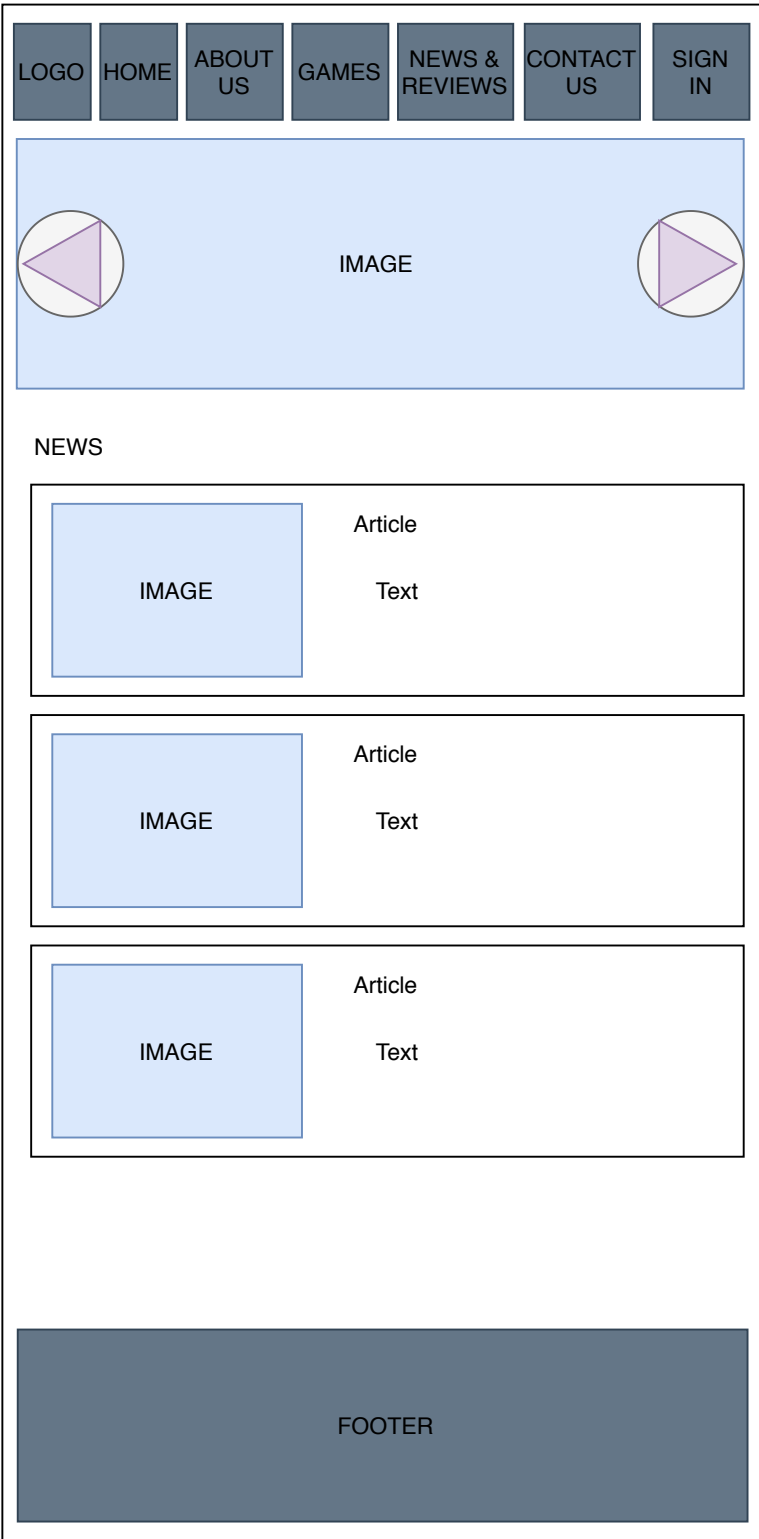 LOGO
HOME
ABOUT
US
GAMES
NEWS &
REVIEWS
CONTACT
US
SIGN
IN
IMAGE
NEWS
IMAGE
Article
Text
IMAGE
Article
Text
IMAGE
Article
Text
FOOTER